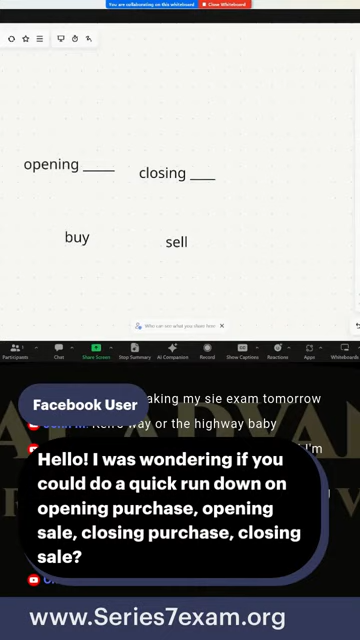 You are collaborating on this whiteboard
Close Whiteboard
opening _____
closing ____
buy
sell
Who can see what you share here
Participants
Chat
Share Screen
Stop Summary
AI Companion
Record
Show Captions
Reactions
Apps
Whiteboards
Facebook User
aking my sie exam tomorrow
way or the highway baby
I'm
Hello! I was wondering if you
could do a quick run down on
opening purchase, opening
sale, closing purchase, closing
sale?
www.Series7exam.org